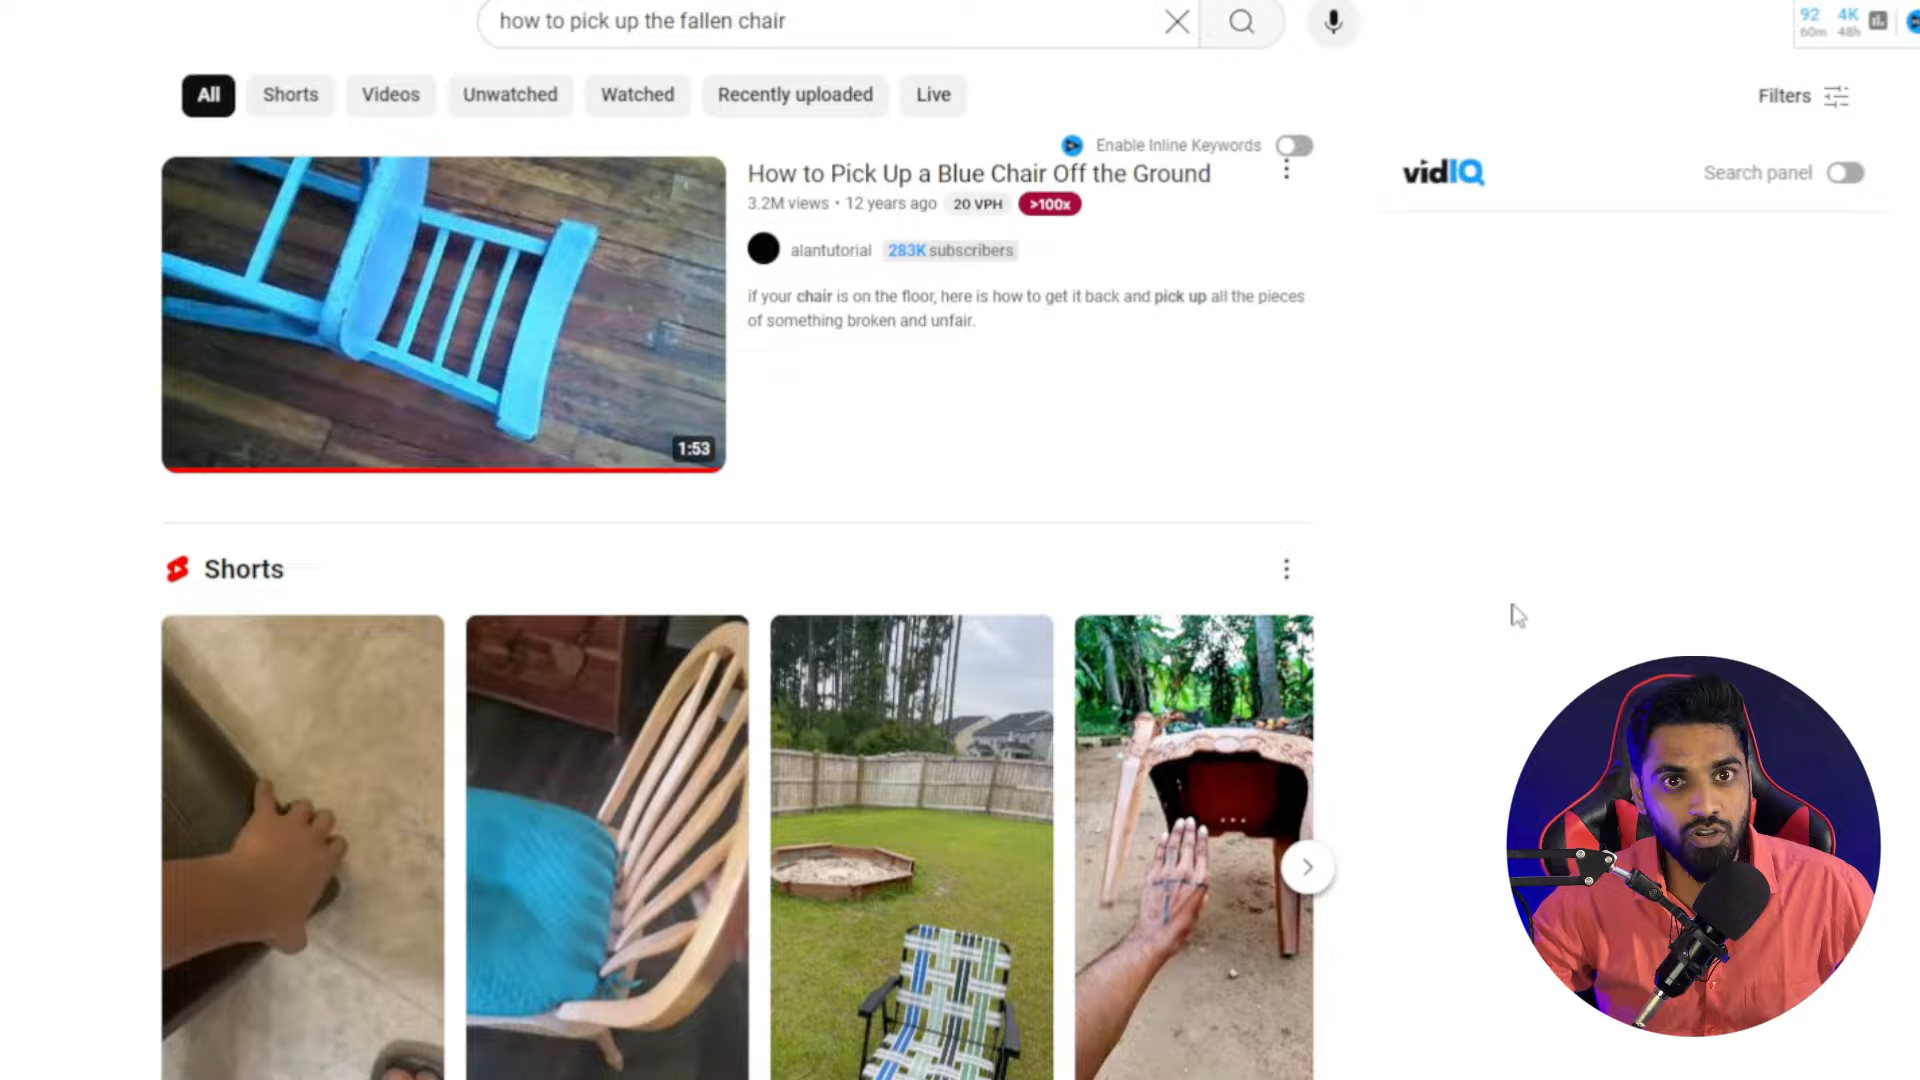 how to pick up the fallen chair
92 4K
60m 48h
All Shorts Videos Unwatched Watched Recently uploaded Live
Filters
Enable Inline Keywords
How to Pick Up a Blue Chair Off the Ground
3.2M views • 12 years ago 20 VPH >100x
vidIQ
Search panel
alantutorial 283K subscribers
if your chair is on the floor, here is how to get it back and pick up all the pieces
of something broken and unfair.
1:53
Shorts